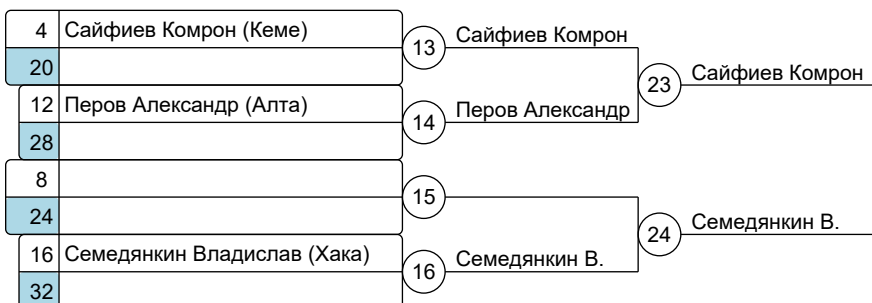 4 Сайфиев Комрон (Кеме)
13 Сайфиев Комрон
20
23 Сайфиев Комрон
12 Перов Александр (Алта)
14 Перов Александр
28
8
15
24
24 Семедянкин В.
16 Семедянкин Владислав (Хака)
16 Семедянкин В.
32